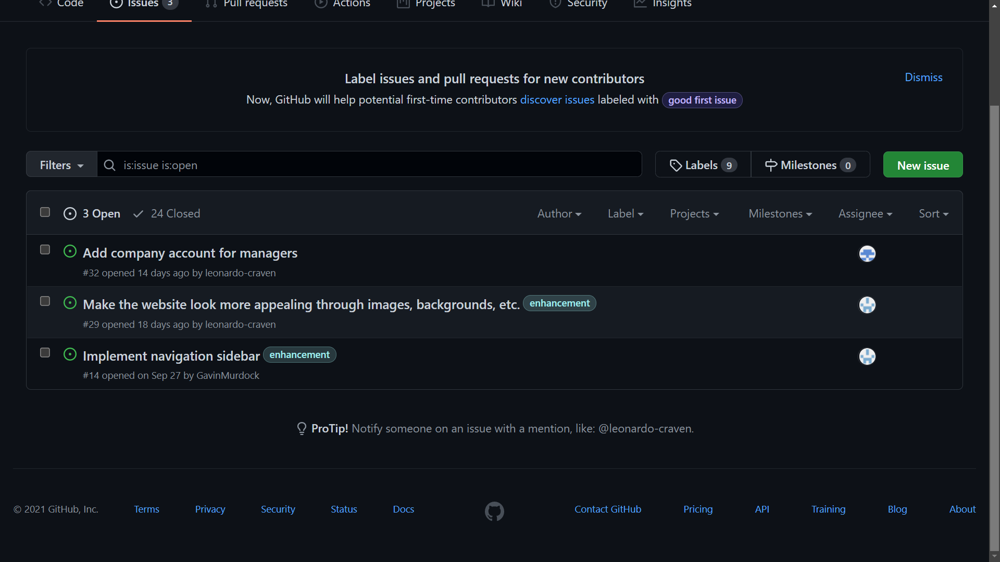 Code Issues 3 Pull requests Actions Projects Wiki Security Insights
Label issues and pull requests for new contributors
Dismiss
Now, GitHub will help potential first-time contributors discover issues labeled with good first issue
Filters is:issue is:open Labels 9 Milestones 0 New issue
3 Open 24 Closed Author Label Projects Milestones Assignee Sort
Add company account for managers
#32 opened 14 days ago by leonardo-craven
Make the website look more appealing through images, backgrounds, etc. enhancement
#29 opened 18 days ago by leonardo-craven
Implement navigation sidebar enhancement
#14 opened on Sep 27 by GavinMurdock
ProTip! Notify someone on an issue with a mention, like: @leonardo-craven.
© 2021 GitHub, Inc. Terms Privacy Security Status Docs Contact GitHub Pricing API Training Blog About